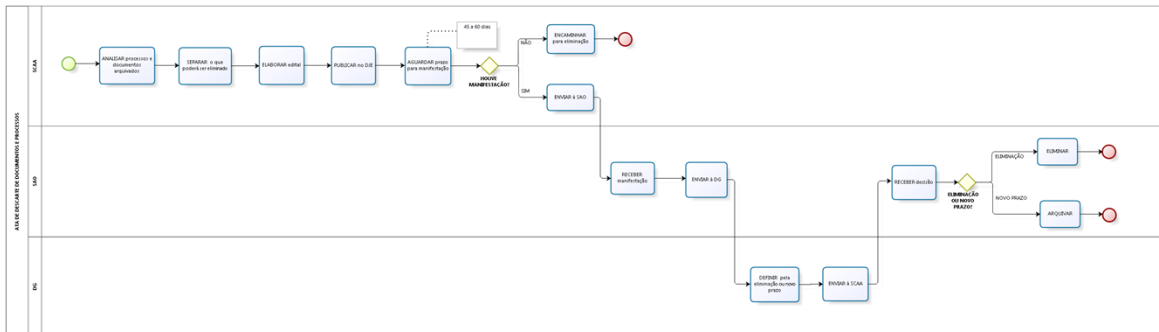 ATA DE DESCARTE DE DOCUMENTOS E PROCESSOS
SCAA
ANALISAR processos e
documentos
arquivados
SEPARAR o que
poderá ser eliminado
ELABORAR edital
PUBLICAR no DJE
AGUARDAR prazo
para manifestação
45 a 60 dias
HOUVE
MANIFESTAÇÃO?
NÃO
ENCAMINHAR
para eliminação
SIM
ENVIAR à SAO
SAO
RECEBER
manifestação
ENVIAR à DG
RECEBER decisão
ELIMINAÇÃO
OU NOVO
PRAZO?
ELIMINAÇÃO
ELIMINAR
NOVO PRAZO
ARQUIVAR
DG
DEFINIR pela
eliminação ou novo
prazo
ENVIAR à SCAA